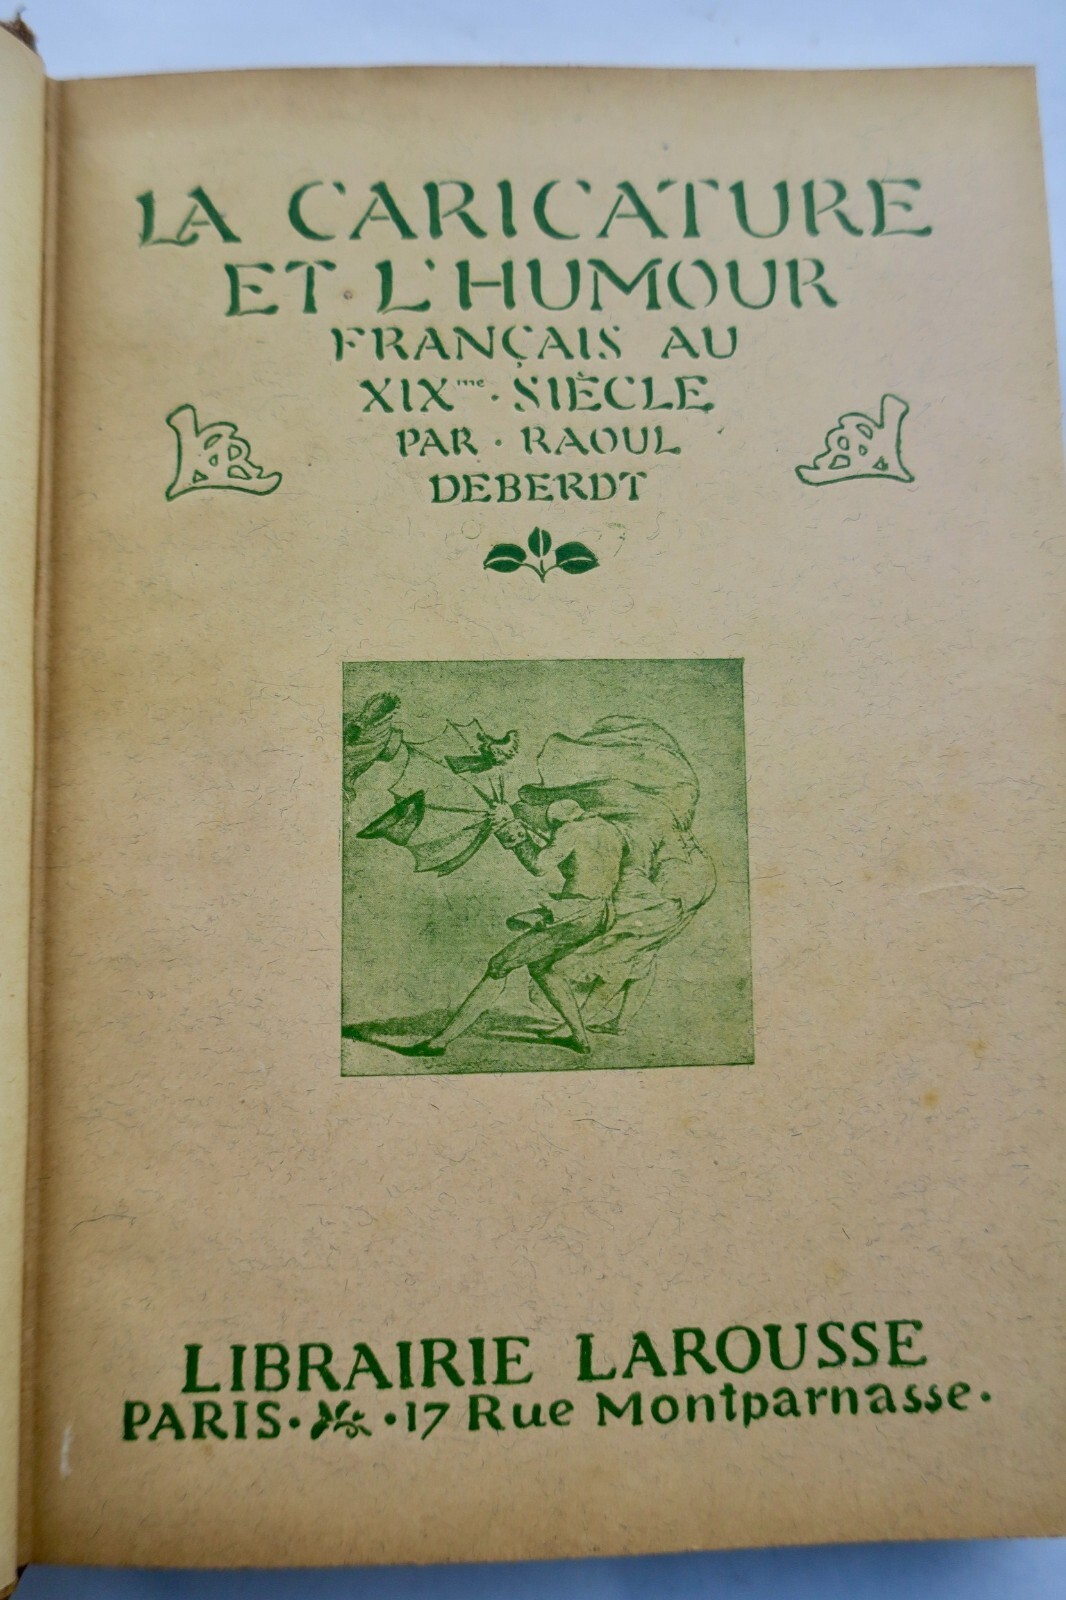 LA CARICATURE
ET · L'HUMOUR
FRANÇAIS AU
XIXme · SIÈCLE
PAR · RAOUL
DEBERDT
LIBRAIRIE LAROUSSE
PARIS · · 17 Rue Montparnasse ·